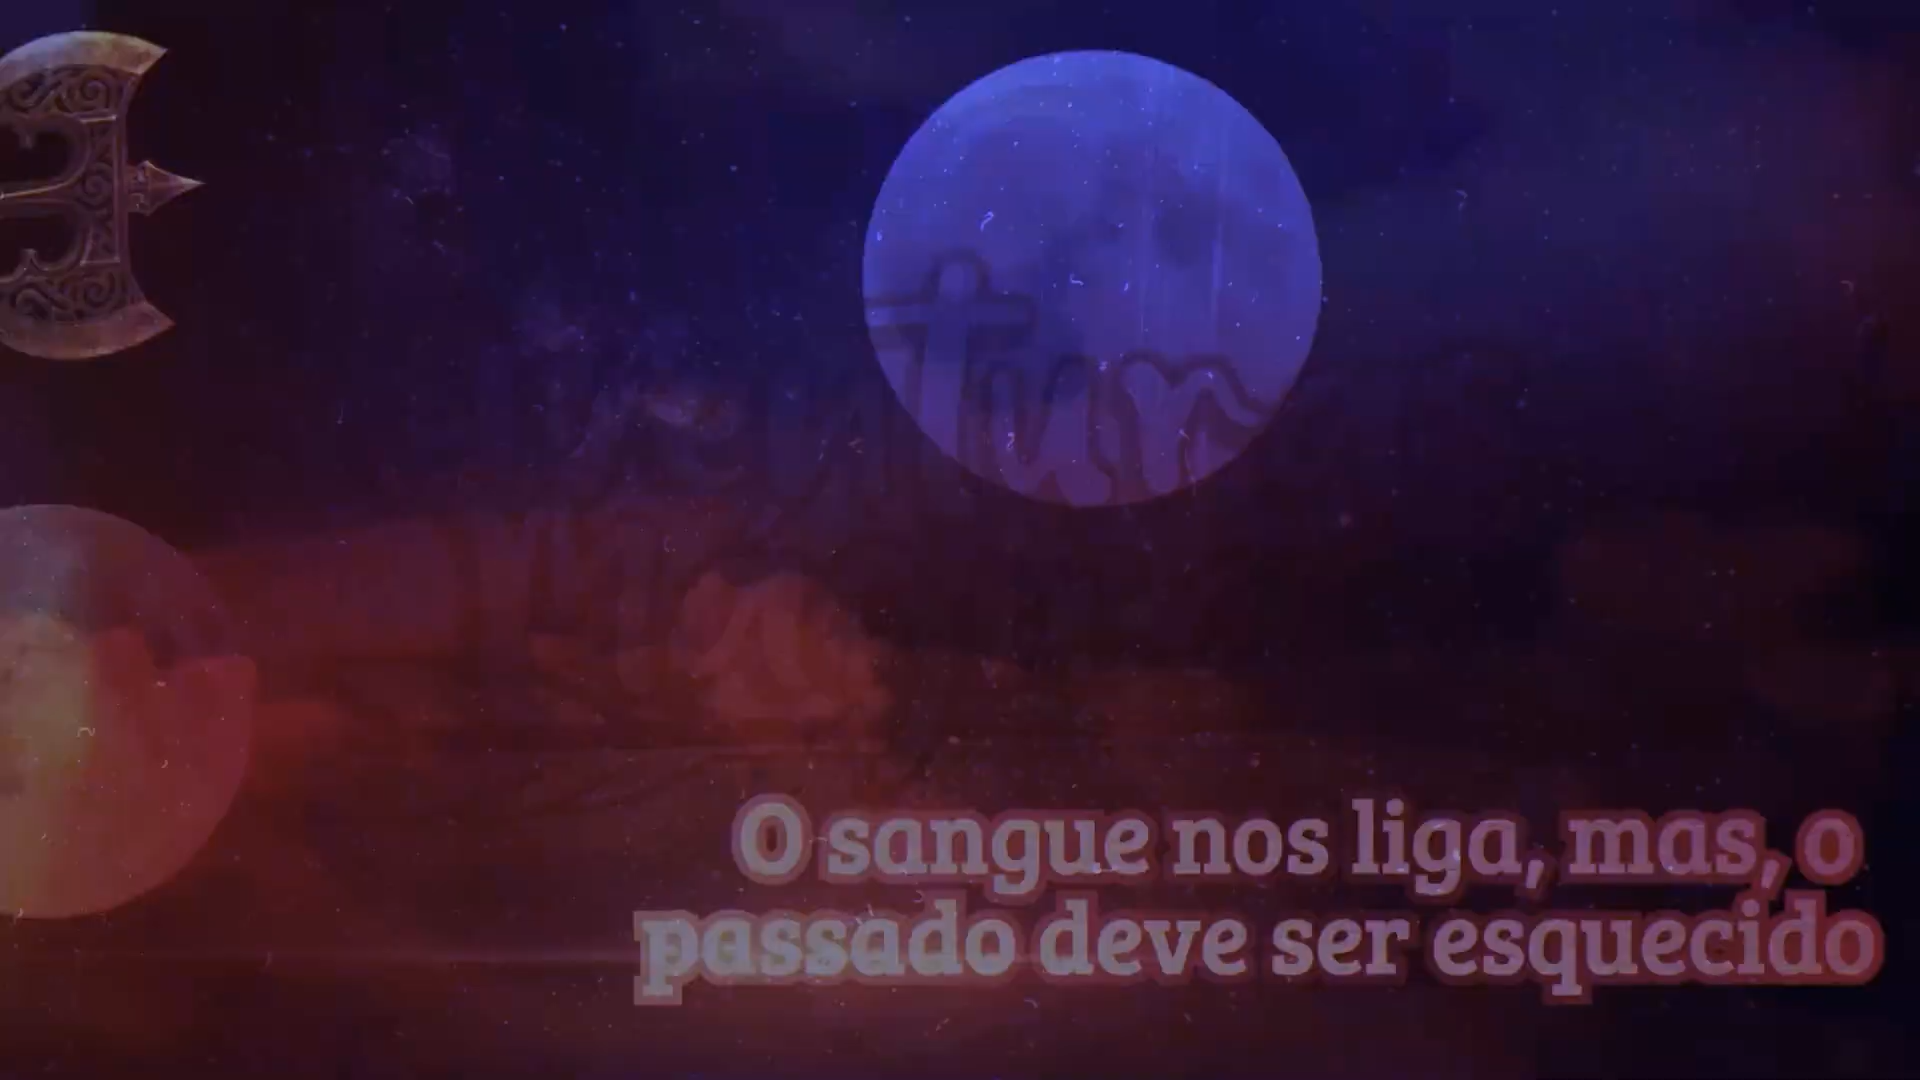 O sangue nos liga, mas, o
passado deve ser esquecido